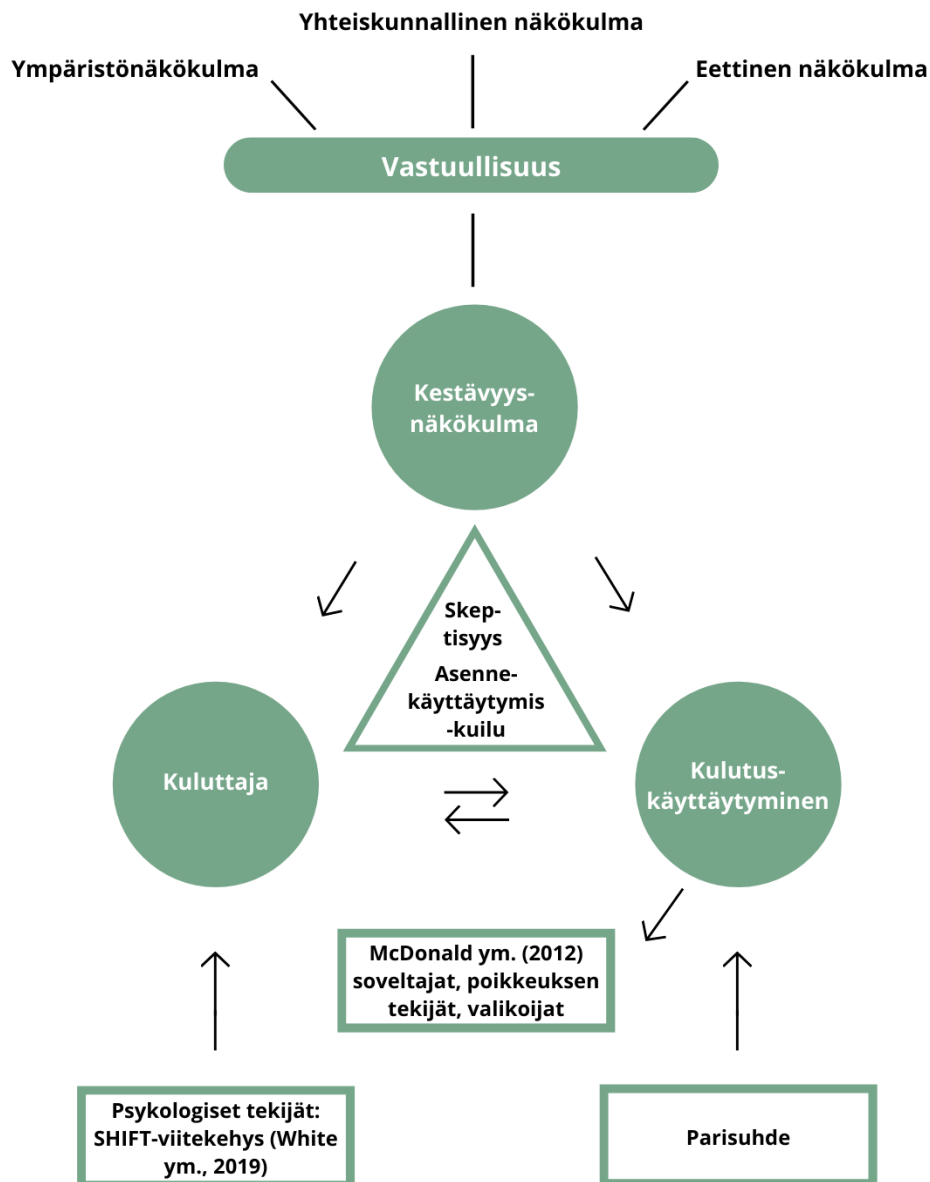 Yhteiskunnallinen näkökulma
Ympäristönäkökulma
Eettinen näkökulma
Vastuullisuus
Kestävyys-
näkökulma
Skep-
tisyys
Asenne-
käyttäytymis
-kuilu
Kuluttaja
Kulutus-
käyttäytyminen
McDonald ym. (2012)
soveltajat, poikkeuksen
tekijät, valikoijat
Psykologiset tekijät:
SHIFT-viitekehys (White
ym., 2019)
Parisuhde